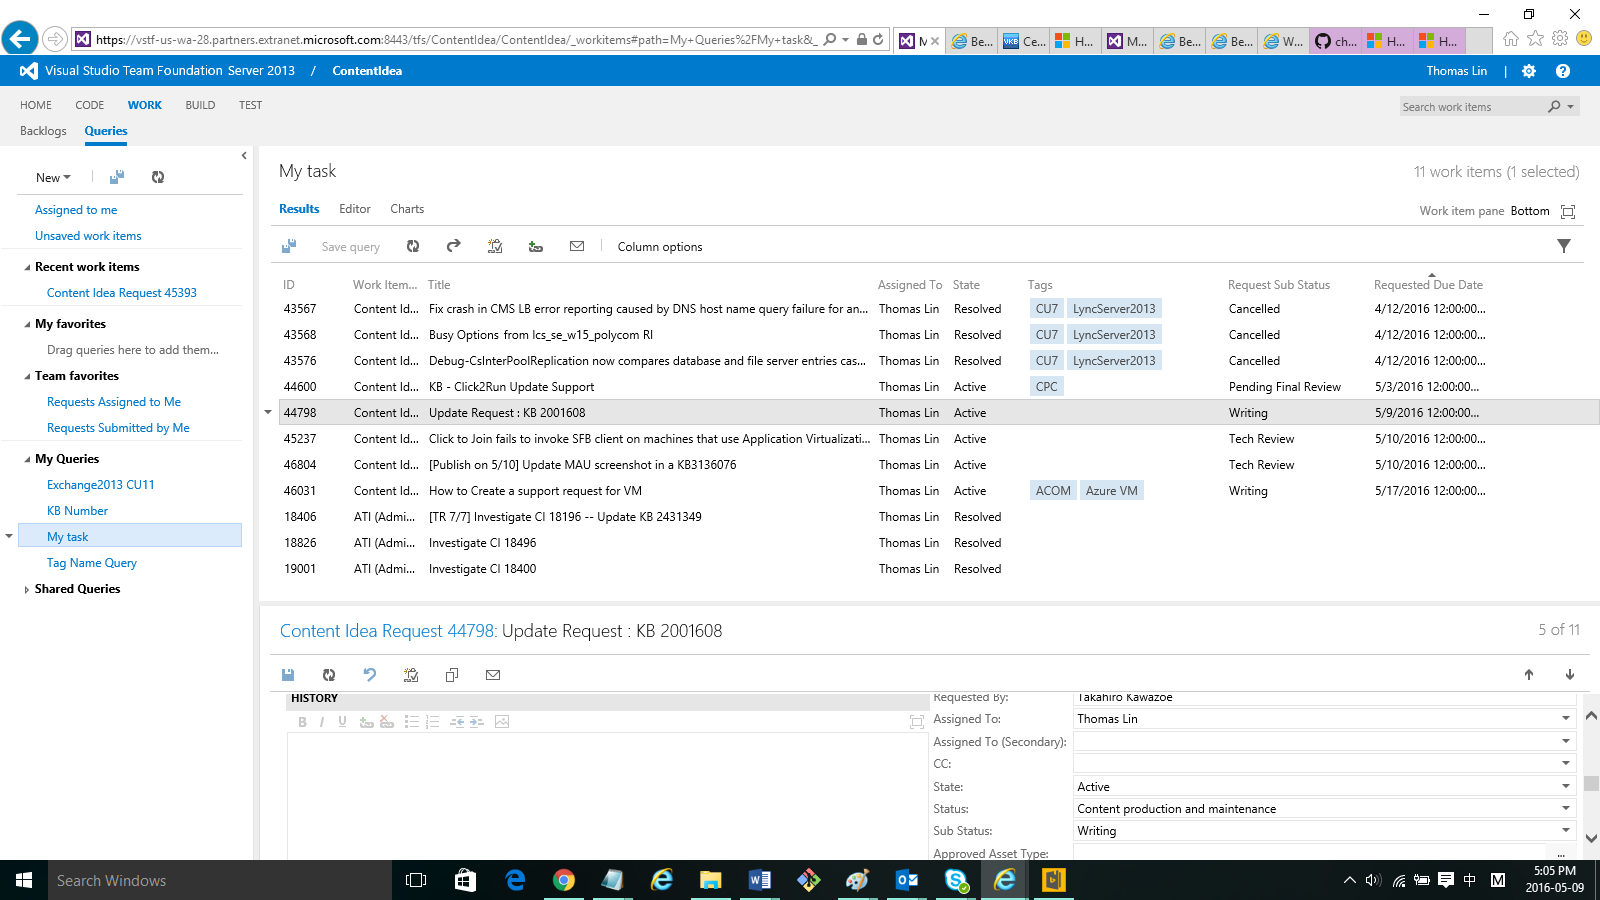 https://vstf-us-wa-28.partners.extranet.microsoft.com:8443/tfs/ContentIdea/ContentIdea/_workitems#path=My+Queries%2FMy+task&_
M
Be...
Ce...
H...
M...
Be...
Be...
W...
ch...
H...
H...
Visual Studio Team Foundation Server 2013 / ContentIdea
Thomas Lin
HOME CODE WORK BUILD TEST
Search work items
Backlogs Queries
New
Assigned to me
Unsaved work items
Recent work items
Content Idea Request 45393
My favorites
Drag queries here to add them...
Team favorites
Requests Assigned to Me
Requests Submitted by Me
My Queries
Exchange2013 CU11
KB Number
My task
Tag Name Query
Shared Queries
My task
11 work items (1 selected)
Results Editor Charts
Work item pane Bottom
Save query
Column options
ID Work Item... Title Assigned To State Tags Request Sub Status Requested Due Date
43567 Content Id... Fix crash in CMS LB error reporting caused by DNS host name query failure for an... Thomas Lin Resolved CU7 LyncServer2013 Cancelled 4/12/2016 12:00:00...
43568 Content Id... Busy Options from lcs_se_w15_polycom RI Thomas Lin Resolved CU7 LyncServer2013 Cancelled 4/12/2016 12:00:00...
43576 Content Id... Debug-CsInterPoolReplication now compares database and file server entries cas... Thomas Lin Resolved CU7 LyncServer2013 Cancelled 4/12/2016 12:00:00...
44600 Content Id... KB - Click2Run Update Support Thomas Lin Active CPC Pending Final Review 5/3/2016 12:00:00...
44798 Content Id... Update Request : KB 2001608 Thomas Lin Active Writing 5/9/2016 12:00:00...
45237 Content Id... Click to Join fails to invoke SFB client on machines that use Application Virtualizati... Thomas Lin Active Tech Review 5/10/2016 12:00:00...
46804 Content Id... [Publish on 5/10] Update MAU screenshot in a KB3136076 Thomas Lin Active Tech Review 5/10/2016 12:00:00...
46031 Content Id... How to Create a support request for VM Thomas Lin Active ACOM Azure VM Writing 5/17/2016 12:00:00...
18406 ATI (Admi... [TR 7/7] Investigate CI 18196 -- Update KB 2431349 Thomas Lin Resolved
18826 ATI (Admi... Investigate CI 18496 Thomas Lin Resolved
19001 ATI (Admi... Investigate CI 18400 Thomas Lin Resolved
Content Idea Request 44798: Update Request : KB 2001608
5 of 11
HISTORY
B I U
Requested By: Takahiro Kawazoe
Assigned To: Thomas Lin
Assigned To (Secondary):
CC:
State: Active
Status: Content production and maintenance
Sub Status: Writing
Approved Asset Type:
...
Search Windows
中
M
5:05 PM
2016-05-09